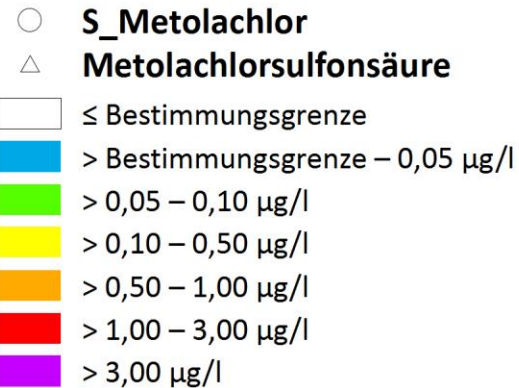 S_Metolachlor
Metolachlorsulfonsäure
≤ Bestimmungsgrenze
> Bestimmungsgrenze – 0,05 µg/l
> 0,05 – 0,10 µg/l
> 0,10 – 0,50 µg/l
> 0,50 – 1,00 µg/l
> 1,00 – 3,00 µg/l
> 3,00 µg/l